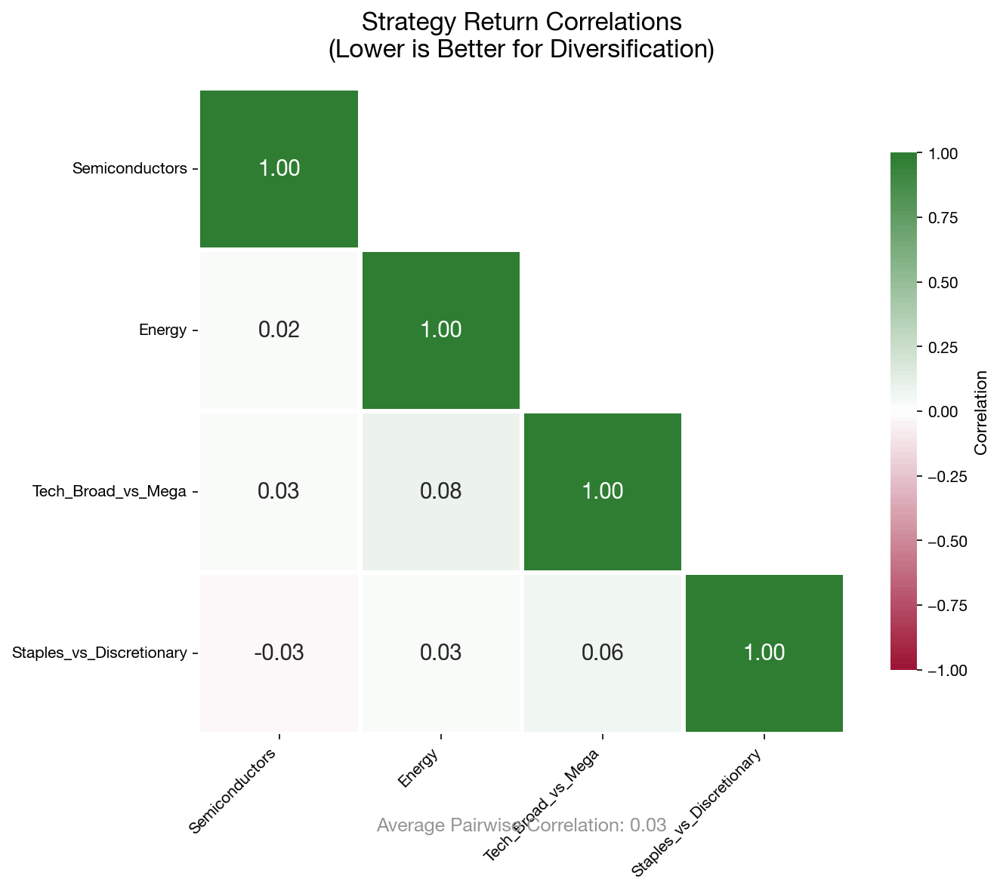 Strategy Return Correlations
(Lower is Better for Diversification)
Semiconductors
1.00
Energy
0.02 1.00
Tech_Broad_vs_Mega
0.03 0.08 1.00
Staples_vs_Discretionary
-0.03 0.03 0.06 1.00
Semiconductors
Energy
Tech_Broad_vs_Mega
Staples_vs_Discretionary
Average Pairwise Correlation: 0.03
1.00
0.75
0.50
0.25
0.00
−0.25
−0.50
−0.75
−1.00
Correlation